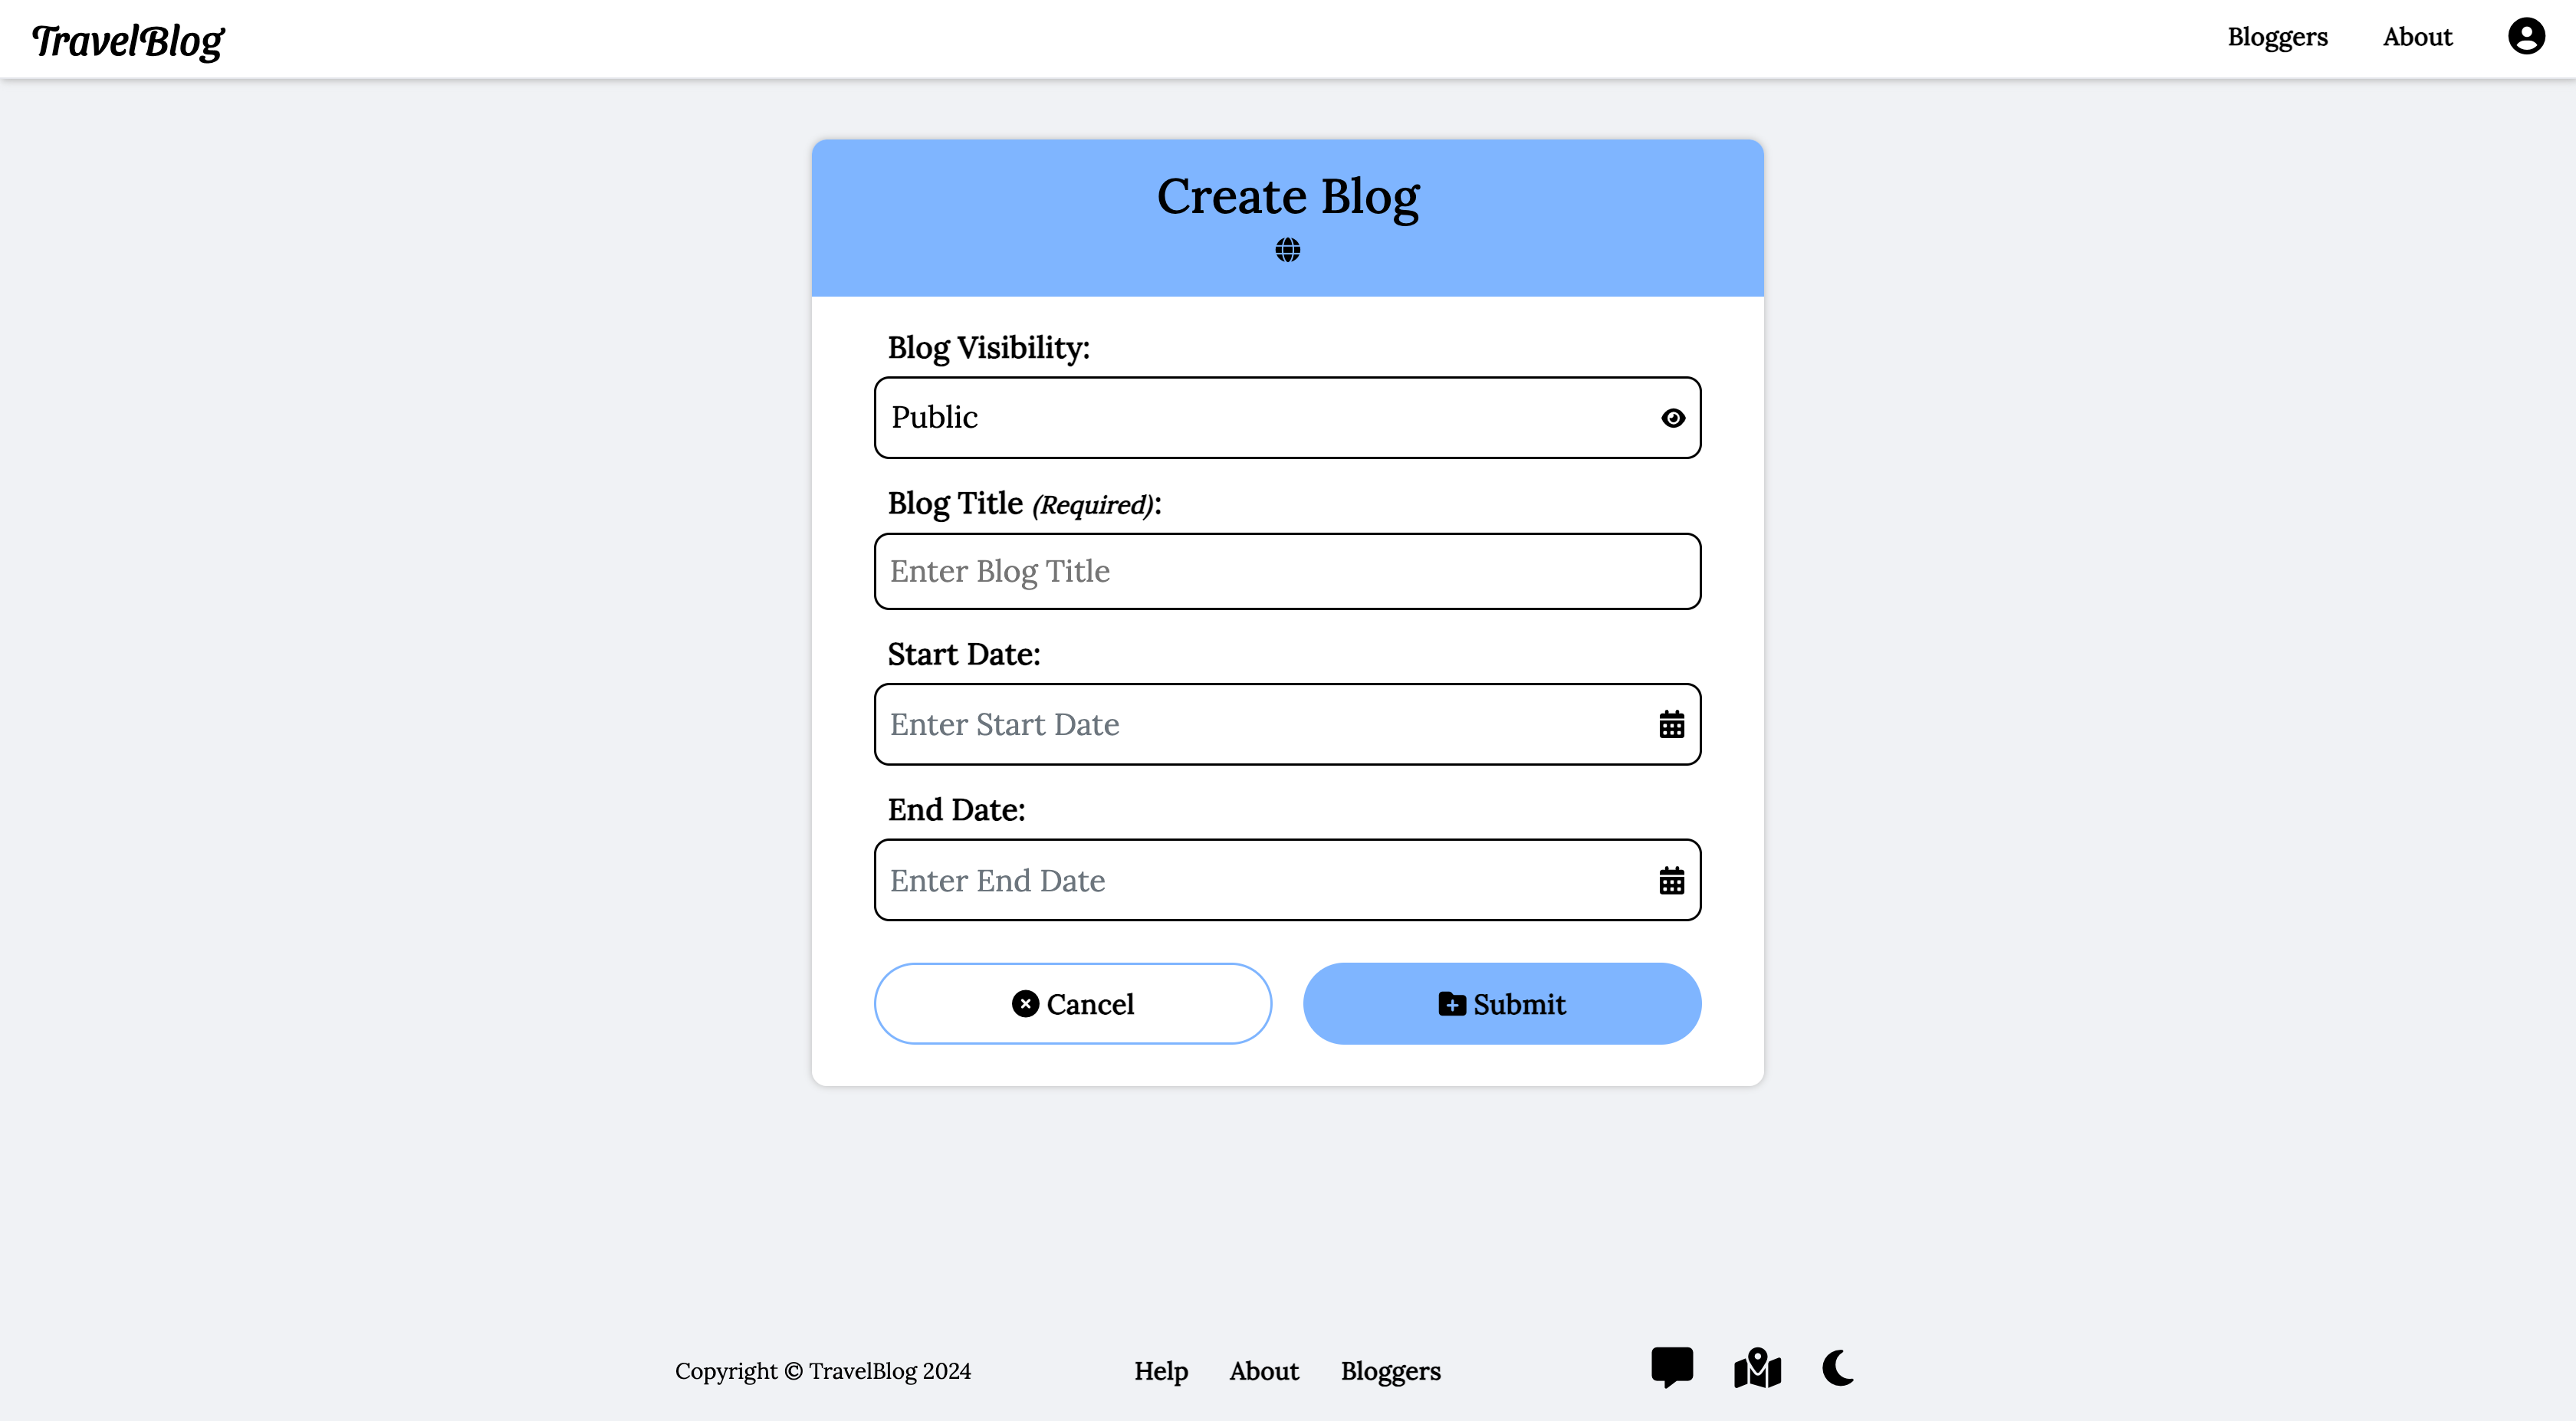 TravelBlog
Bloggers About
Create Blog
Blog Visibility:
Public
Blog Title (Required):
Enter Blog Title
Start Date:
Enter Start Date
End Date:
Enter End Date
Cancel Submit
Copyright © TravelBlog 2024 Help About Bloggers